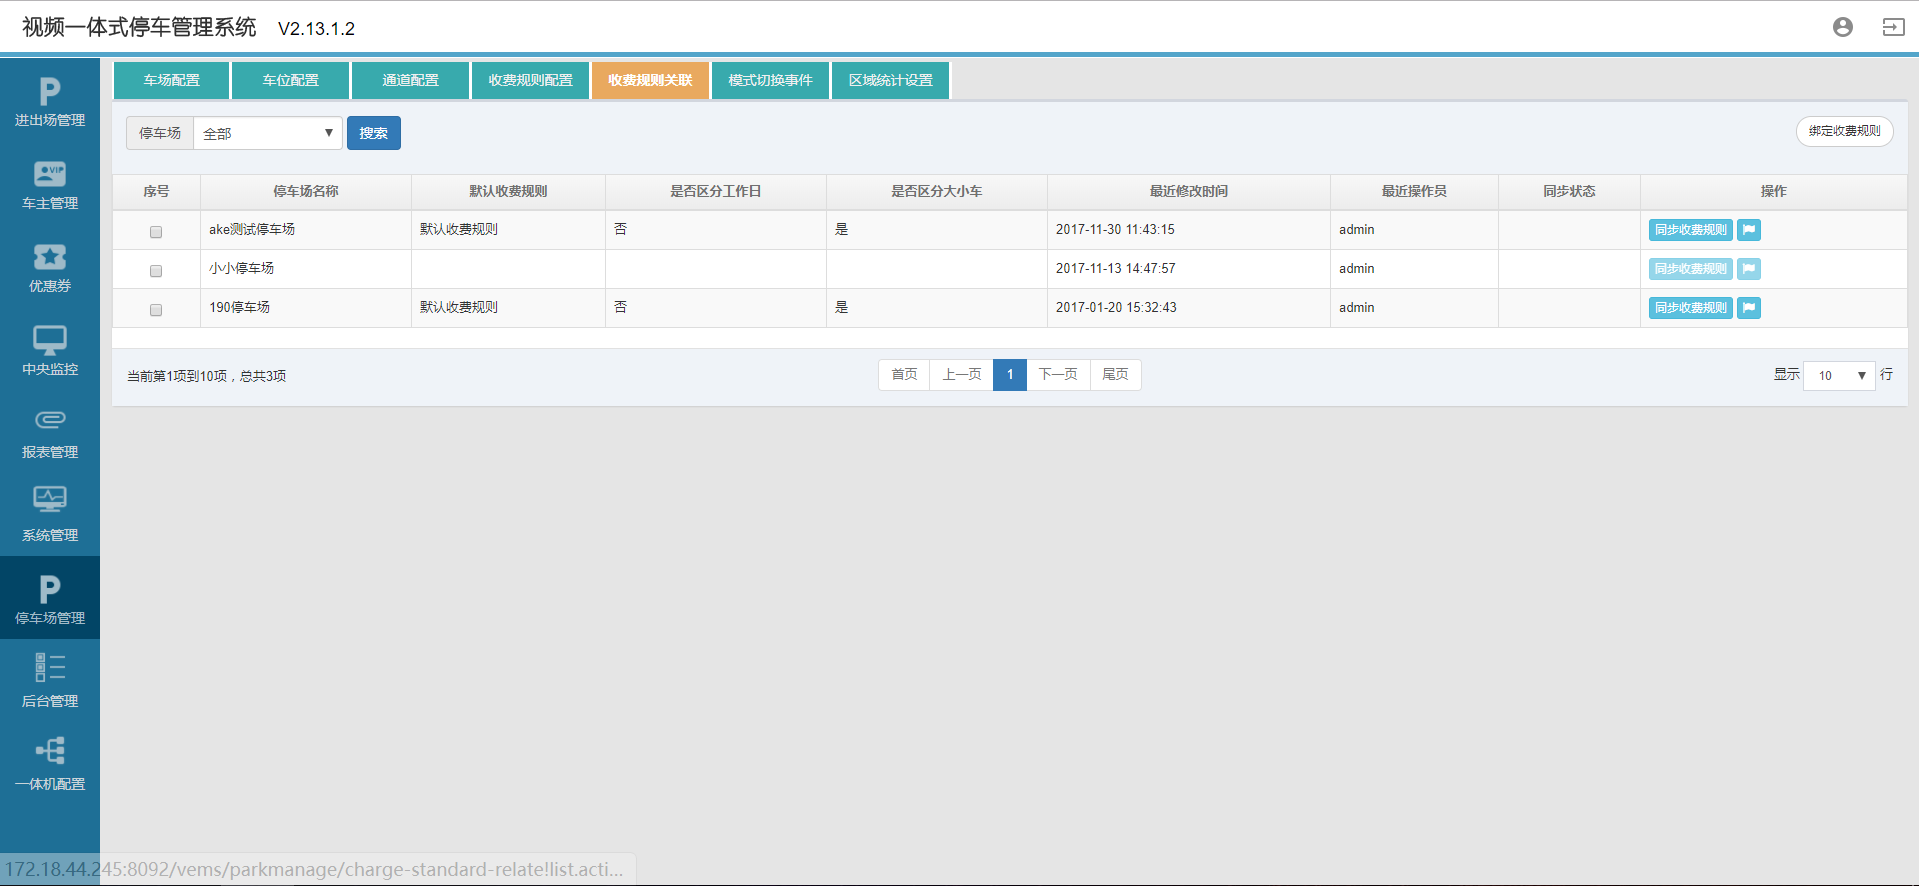 视频一体式停车管理系统 V2.13.1.2
车场配置 车位配置 通道配置 收费规则配置 收费规则关联 模式切换事件 区域统计设置
进出场管理
VIP
车主管理
优惠券
中央监控
报表管理
系统管理
停车场管理
后台管理
一体机配置
停车场 全部 搜索 绑定收费规则
序号 停车场名称 默认收费规则 是否区分工作日 是否区分大小车 最近修改时间 最近操作员 同步状态 操作
ake测试停车场 默认收费规则 否 是 2017-11-30 11:43:15 admin 同步收费规则
小小停车场 2017-11-13 14:47:57 admin 同步收费规则
190停车场 默认收费规则 否 是 2017-01-20 15:32:43 admin 同步收费规则
当前第1项到10项，总共3项 首页 上一页 1 下一页 尾页 显示 10 行
172.18.44.245:8092/vems/parkmanage/charge-standard-relate!list.acti...